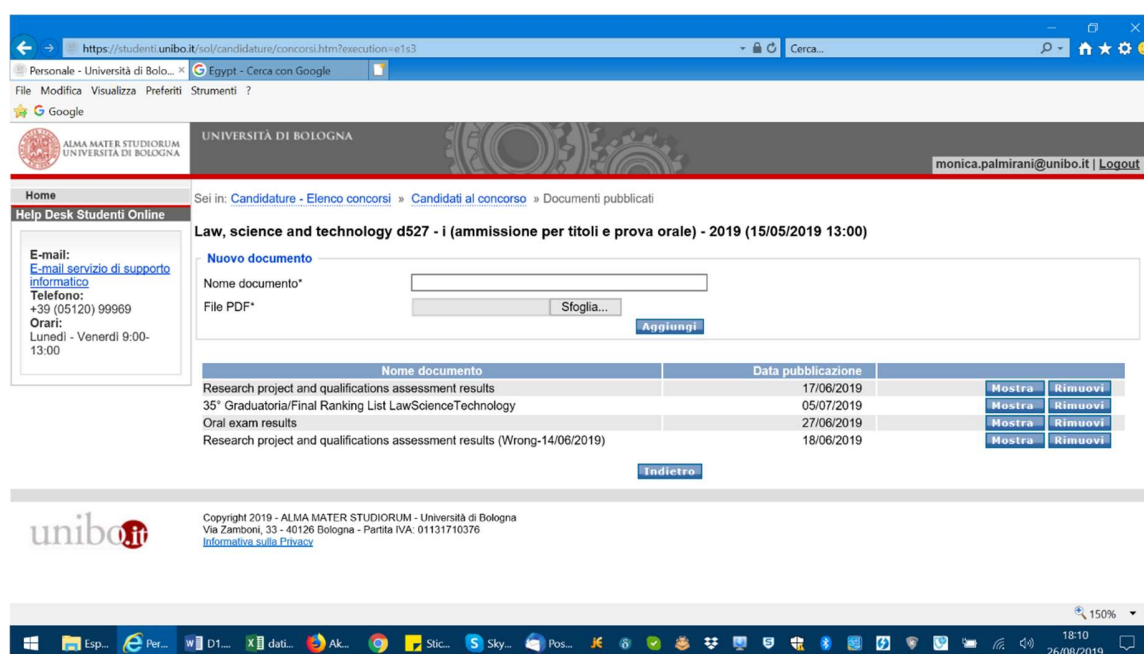 https://studenti.unibo.it/sol/candidature/concorsi.htm?execution=e1s3
Cerca...
Personale - Università di Bolo...
Egypt - Cerca con Google
File Modifica Visualizza Preferiti Strumenti ?
Google
ALMA MATER STUDIORUM
UNIVERSITÀ DI BOLOGNA
UNIVERSITÀ DI BOLOGNA
monica.palmirani@unibo.it | Logout
Home
Help Desk Studenti Online
E-mail:
E-mail servizio di supporto
informatico
Telefono:
+39 (05120) 99969
Orari:
Lunedì - Venerdì 9:00-
13:00
Sei in: Candidature - Elenco concorsi » Candidati al concorso » Documenti pubblicati
Law, science and technology d527 - i (ammissione per titoli e prova orale) - 2019 (15/05/2019 13:00)
Nuovo documento
Nome documento*
File PDF* Sfoglia...
Aggiungi
Nome documento Data pubblicazione
Research project and qualifications assessment results 17/06/2019 Mostra Rimuovi
35° Graduatoria/Final Ranking List LawScienceTechnology 05/07/2019 Mostra Rimuovi
Oral exam results 27/06/2019 Mostra Rimuovi
Research project and qualifications assessment results (Wrong-14/06/2019) 18/06/2019 Mostra Rimuovi
Indietro
unibo.it
Copyright 2019 - ALMA MATER STUDIORUM - Università di Bologna
Via Zamboni, 33 - 40126 Bologna - Partita IVA: 01131710376
Informativa sulla Privacy
150%
Esp... Per... D1.... dati... Ak... Stic... Sky... Pos...
18:10
26/08/2019